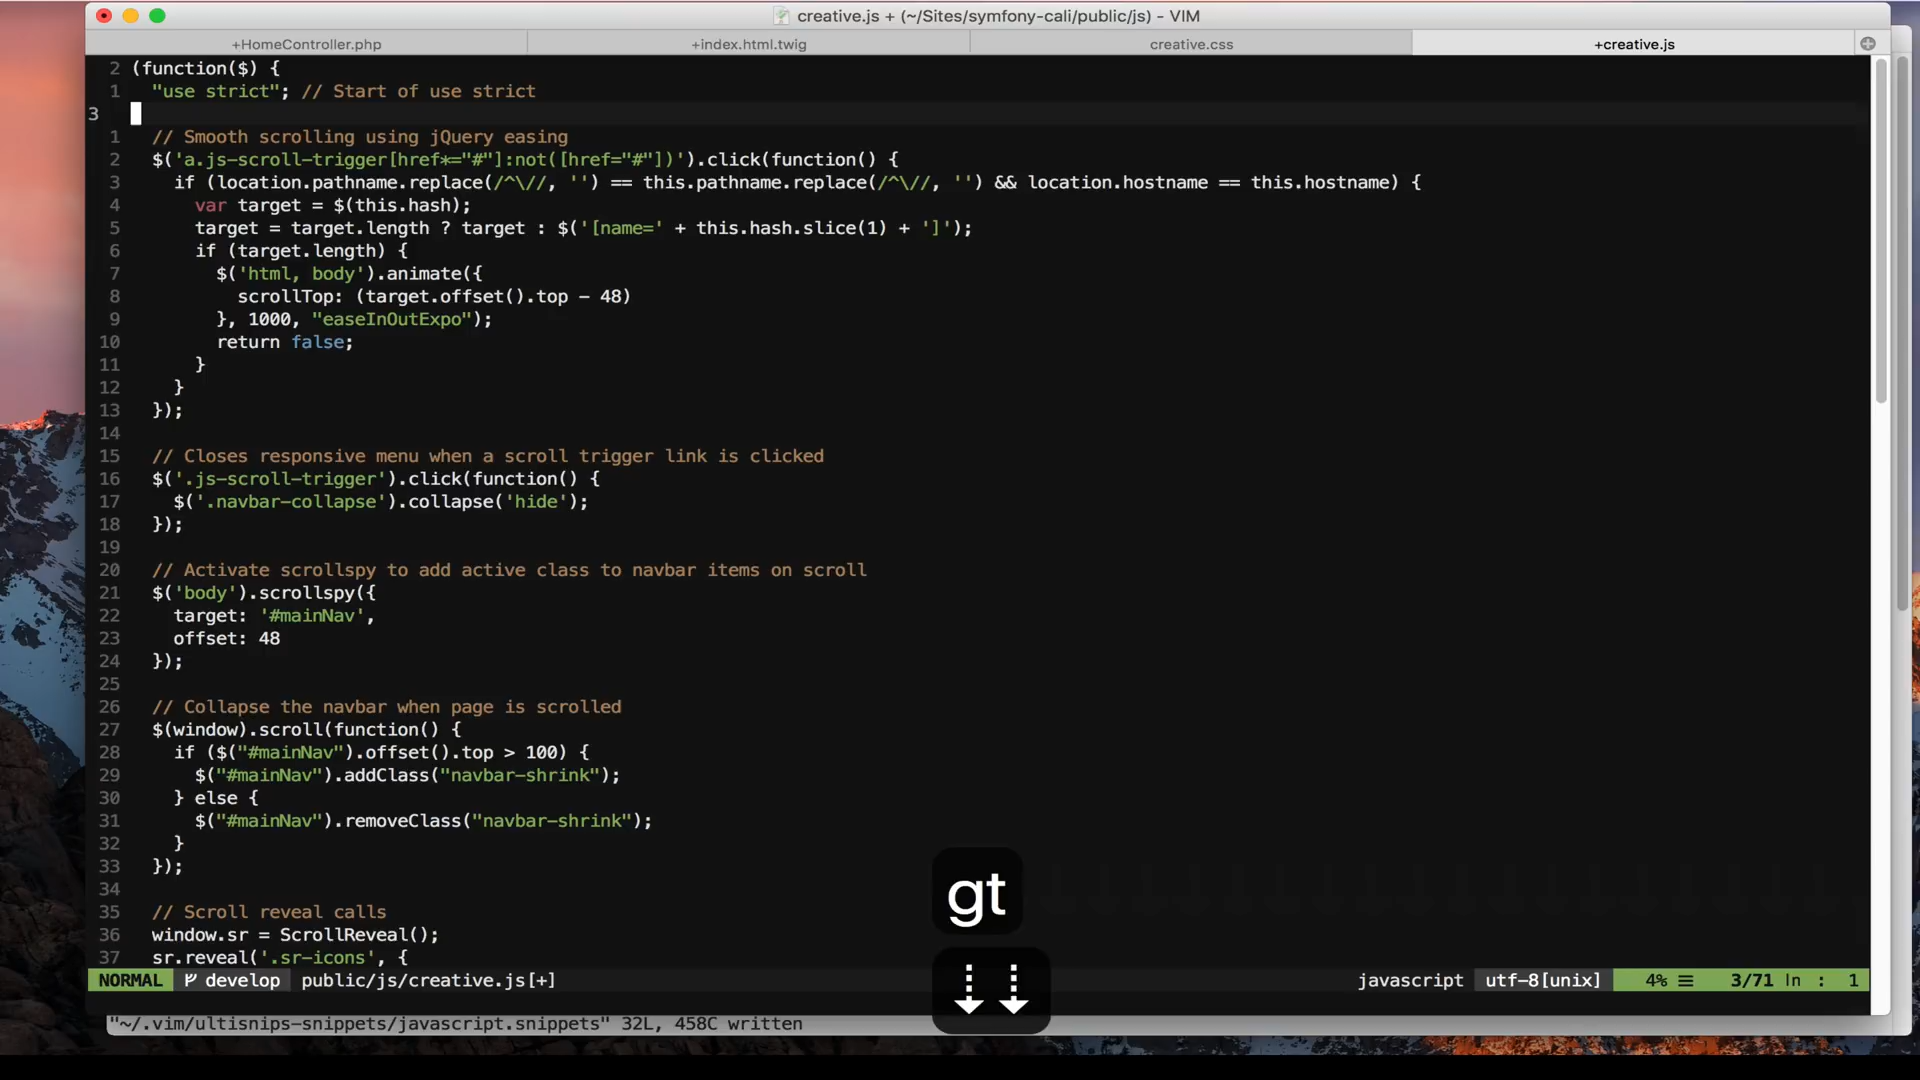 creative.js + (~/Sites/symfony-cali/public/js) - VIM
+HomeController.php +index.html.twig creative.css +creative.js
2 (function($) {
1 "use strict"; // Start of use strict
3
1 // Smooth scrolling using jQuery easing
2 $('a.js-scroll-trigger[href*="#"]:not([href="#"])').click(function() {
3 if (location.pathname.replace(/^\//, '') == this.pathname.replace(/^\//, '') && location.hostname == this.hostname) {
4 var target = $(this.hash);
5 target = target.length ? target : $('[name=' + this.hash.slice(1) + ']');
6 if (target.length) {
7 $('html, body').animate({
8 scrollTop: (target.offset().top - 48)
9 }, 1000, "easeInOutExpo");
10 return false;
11 }
12 }
13 });
14
15 // Closes responsive menu when a scroll trigger link is clicked
16 $('.js-scroll-trigger').click(function() {
17 $('.navbar-collapse').collapse('hide');
18 });
19
20 // Activate scrollspy to add active class to navbar items on scroll
21 $('body').scrollspy({
22 target: '#mainNav',
23 offset: 48
24 });
25
26 // Collapse the navbar when page is scrolled
27 $(window).scroll(function() {
28 if ($("#mainNav").offset().top > 100) {
29 $("#mainNav").addClass("navbar-shrink");
30 } else {
31 $("#mainNav").removeClass("navbar-shrink");
32 }
33 });
34
35 // Scroll reveal calls
36 window.sr = ScrollReveal();
37 sr.reveal('.sr-icons', {
gt
NORMAL develop public/js/creative.js[+] javascript utf-8[unix] 4% ☰ 3/71 ln : 1
"~/.vim/ultisnips-snippets/javascript.snippets" 32L, 458C written